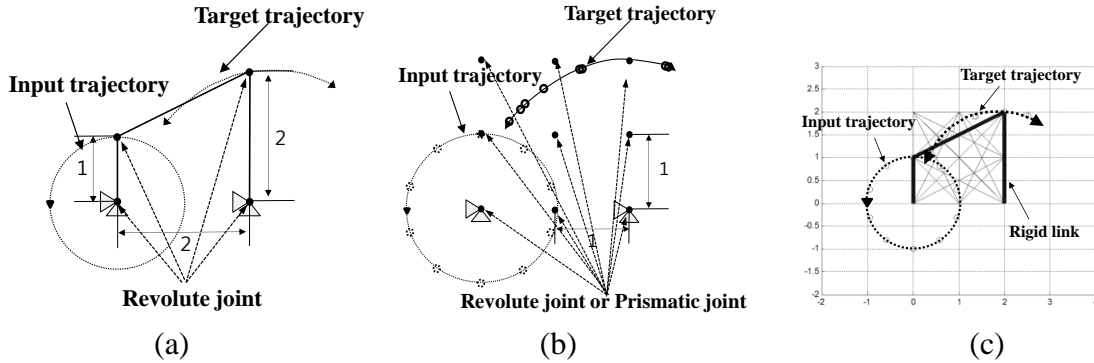 Target trajectory
Input trajectory
1
2
2
Revolute joint
(a)
Target trajectory
Input trajectory
1
1
Revolute joint or Prismatic joint
(b)
3
2.5
2
1.5
1
0.5
0
-0.5
-1
-1.5
-2
-2 -1 0 1 2 3 4
Target trajectory
Input trajectory
Rigid link
(c)